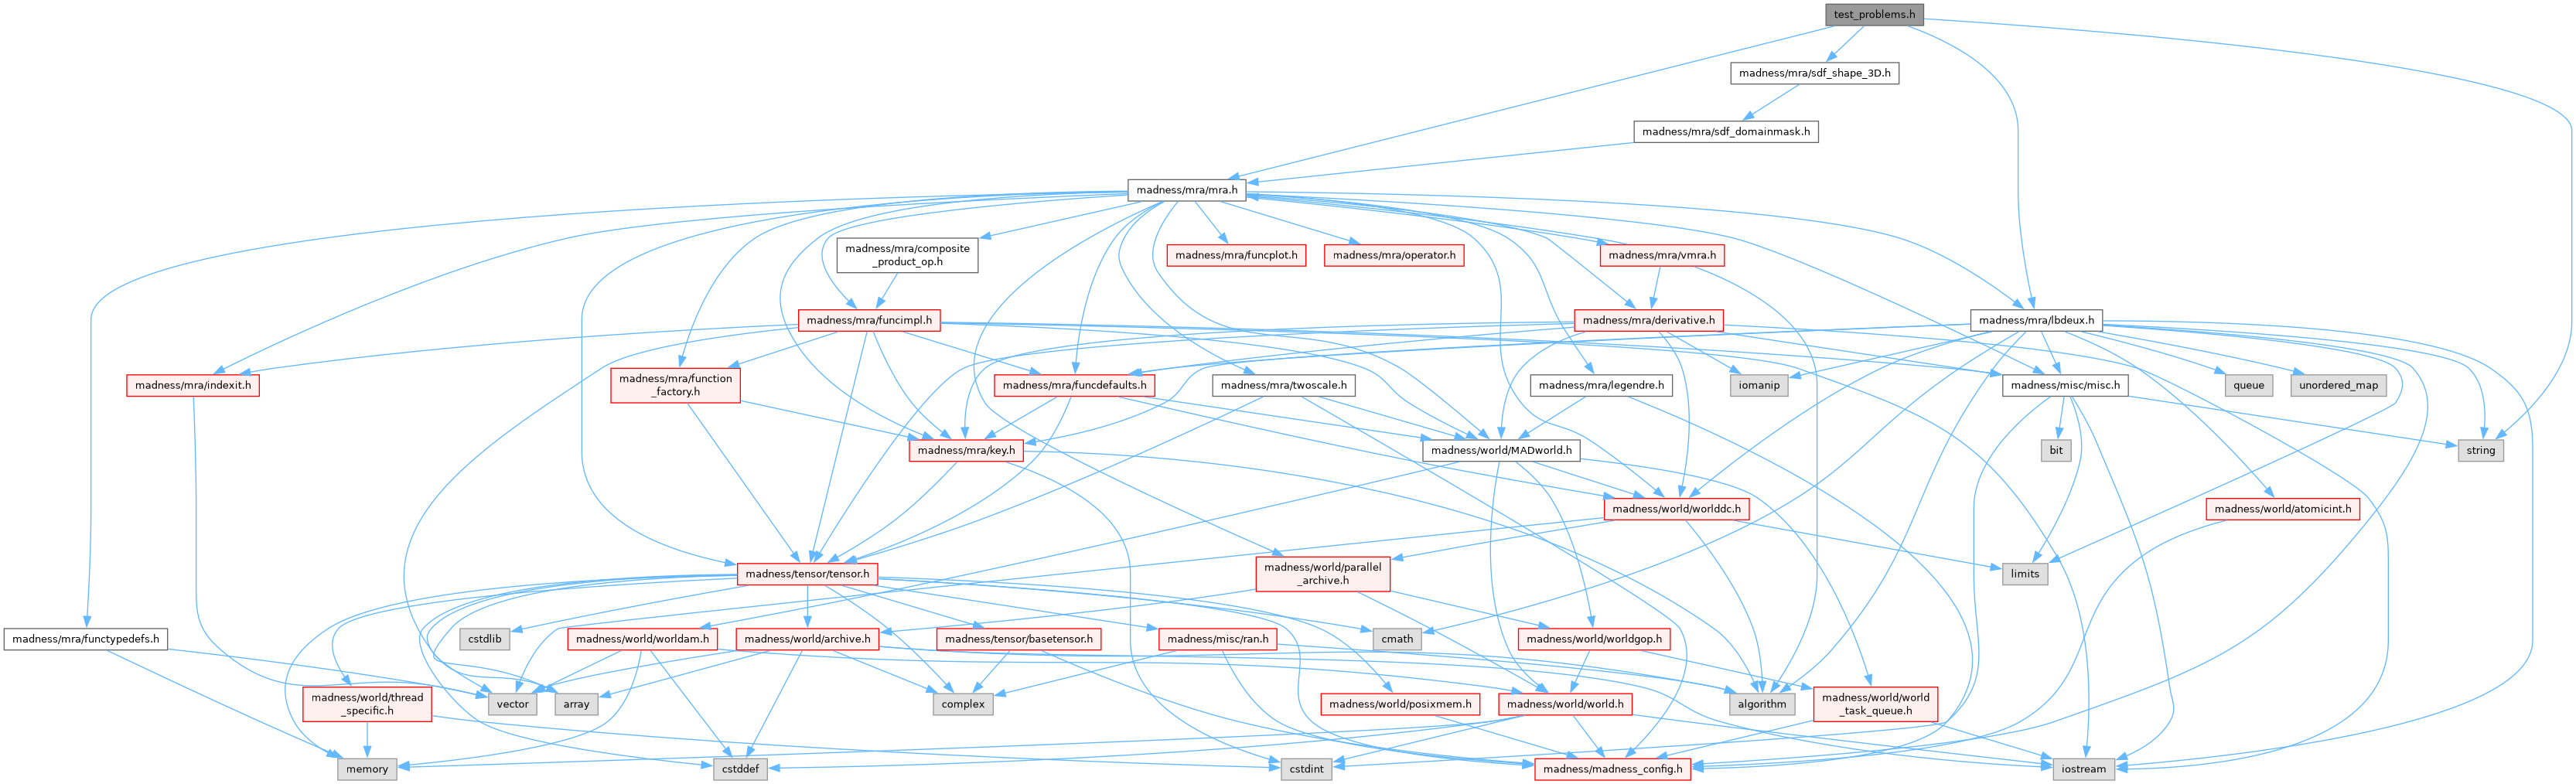 test_problems.h
madness/mra/sdf_shape_3D.h
madness/mra/sdf_domainmask.h
madness/mra/mra.h
madness/mra/composite
_product_op.h
madness/mra/funcplot.h
madness/mra/operator.h
madness/mra/vmra.h
madness/mra/funcimpl.h
madness/mra/derivative.h
madness/mra/lbdeux.h
madness/mra/indexit.h
madness/mra/function
_factory.h
madness/mra/funcdefaults.h
madness/mra/twoscale.h
madness/mra/legendre.h
iomanip
madness/misc/misc.h
queue
unordered_map
madness/mra/key.h
madness/world/MADworld.h
bit
string
madness/world/worlddc.h
madness/world/atomicint.h
madness/tensor/tensor.h
madness/world/parallel
_archive.h
limits
madness/mra/functypedefs.h
cstdlib
madness/world/worldam.h
madness/world/archive.h
madness/tensor/basetensor.h
madness/misc/ran.h
cmath
madness/world/worldgop.h
madness/world/thread
_specific.h
vector
array
complex
madness/world/posixmem.h
madness/world/world.h
algorithm
madness/world/world
_task_queue.h
memory
cstddef
cstdint
madness/madness_config.h
iostream